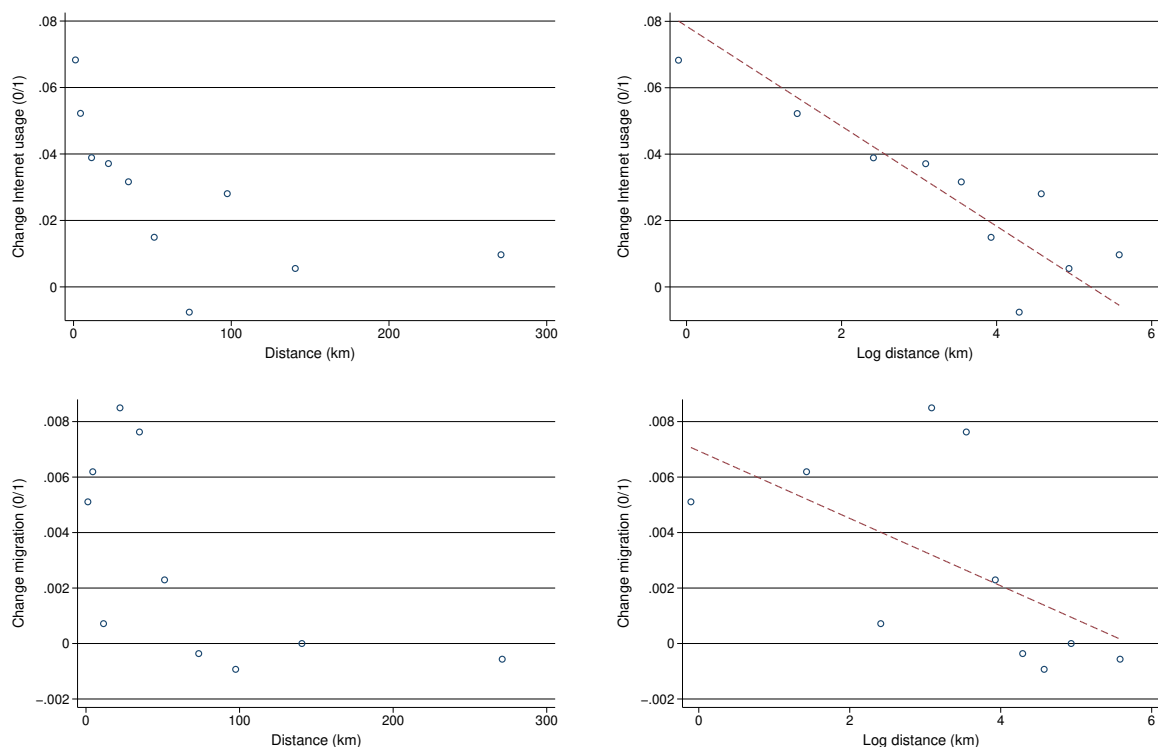 .08
.06
.04
.02
0
Change Internet usage (0/1)
0 100 200 300
Distance (km)
.08
.06
.04
.02
0
Change Internet usage (0/1)
0 2 4 6
Log distance (km)
.008
.006
.004
.002
0
−.002
Change migration (0/1)
0 100 200 300
Distance (km)
.008
.006
.004
.002
0
−.002
Change migration (0/1)
0 2 4 6
Log distance (km)